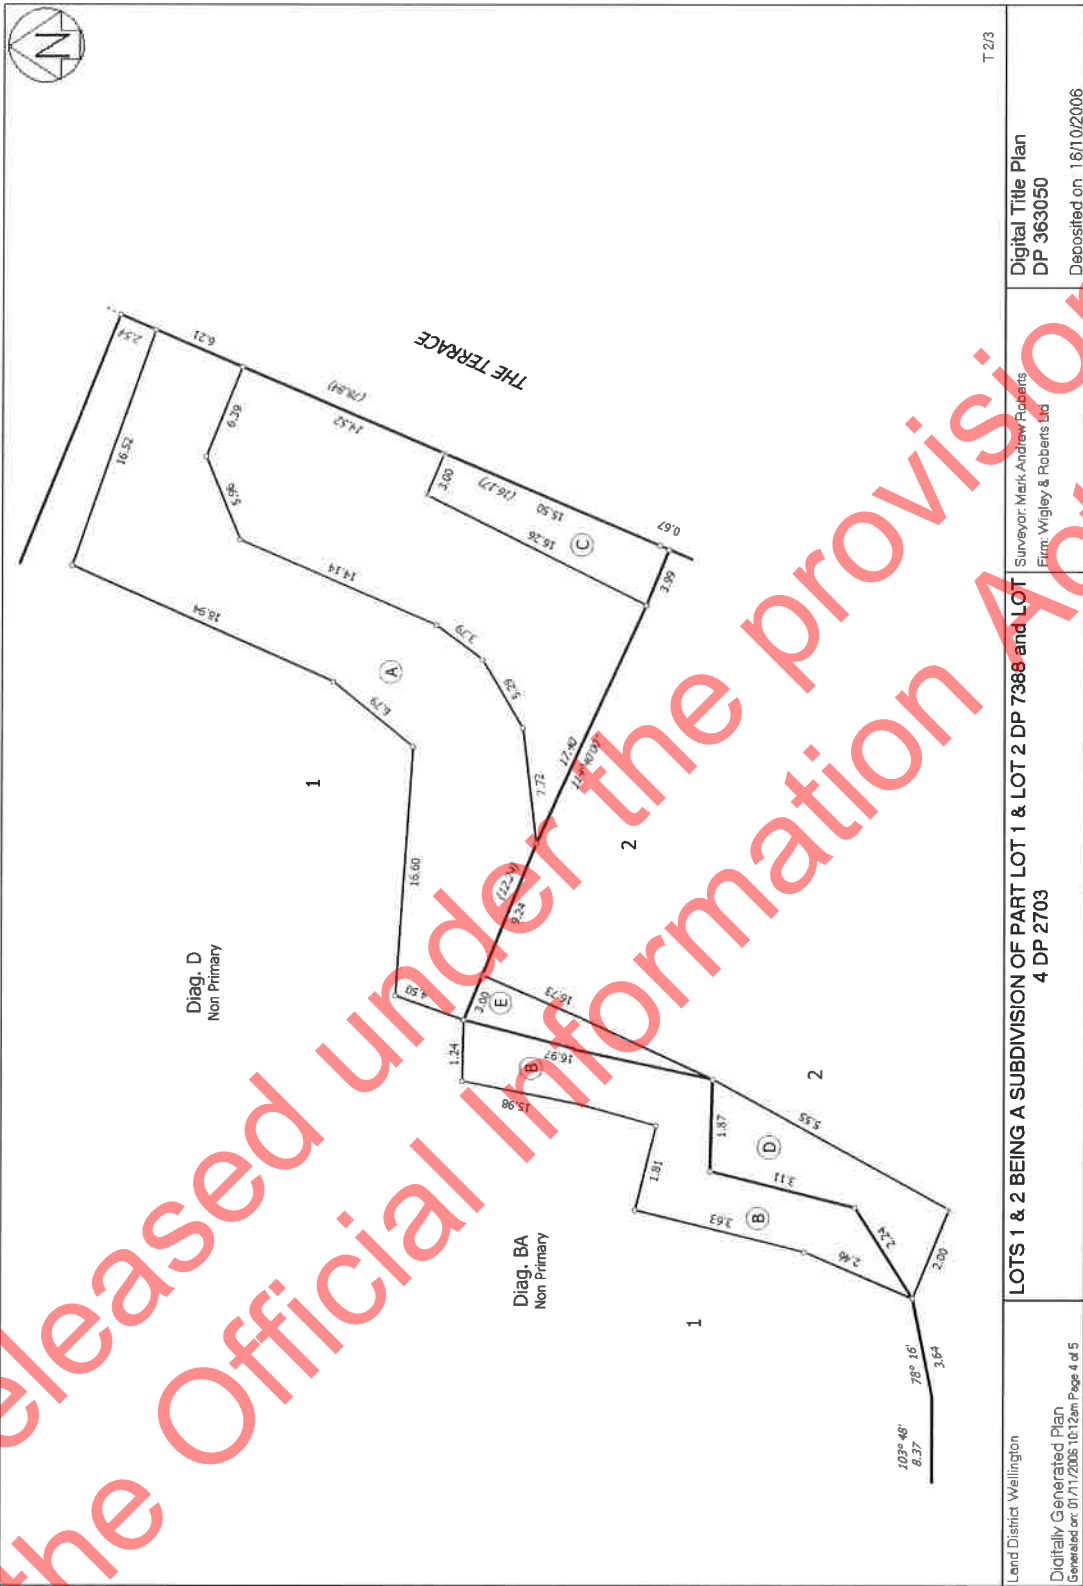 N
T 2/3
2.54
6.21
16.52
6.39
5.96
(78.84)
14.52
THE TERRACE
3.00
(16.17)
15.50
16.26
C
0.67
3.99
14.14
3.79
5.29
7.72
18.94
6.79
A
1
16.60
4.50
17.40
2
9.24
3.00
E
Diag. D
Non Primary
1.24
B
16.97
16.73
15.98
1.81
1.87
D
3.11
5.55
2
3.63
B
2.46
2.24
2.00
Diag. BA
Non Primary
1
78° 16'
3.64
103° 48'
8.37
Released under the provision
the Official Information Act
Land District Wellington
Digitally Generated Plan
Generated on: 01/11/2006 10:12am Page 4 of 5
LOTS 1 & 2 BEING A SUBDIVISION OF PART LOT 1 & LOT 2 DP 7388 and LOT
4 DP 2703
Surveyor: Mark Andrew Roberts
Firm: Wigley & Roberts Ltd
Digital Title Plan
DP 363050
Deposited on: 16/10/2006